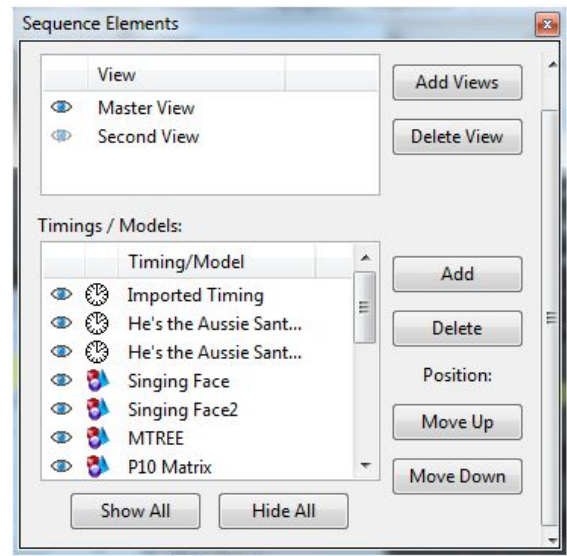 Sequence Elements
View
Add Views
Master View
Second View
Delete View
Timings / Models:
Timing/Model
Add
Imported Timing
He's the Aussie Sant...
Delete
He's the Aussie Sant...
Singing Face
Position:
Singing Face2
Move Up
MTREE
P10 Matrix
Move Down
Show All
Hide All